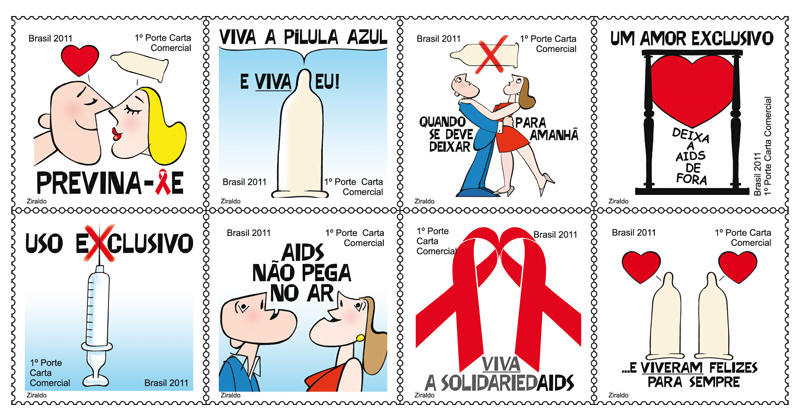 Brasil 2011
1º Porte Carta
Comercial
PREVINA-SE
Ziraldo
VIVA A PÍLULA AZUL
E VIVA EU!
Brasil 2011
1º Porte Carta
Comercial
Ziraldo
Brasil 2011
1º Porte Carta
Comercial
QUANDO
SE DEVE
DEIXAR
PARA
AMANHÃ
Ziraldo
UM AMOR EXCLUSIVO
DEIXA
A
AIDS
DE
FORA
Brasil 2011
1º Porte Carta Comercial
Ziraldo
USO EXCLUSIVO
1º Porte
Carta
Comercial
Brasil 2011
Ziraldo
Brasil 2011
1º Porte Carta
Comercial
AIDS
NÃO PEGA
NO AR
Ziraldo
1º Porte
Carta
Comercial
Brasil 2011
VIVA
A SOLIDARIEDAIDS
Ziraldo
Brasil 2011
1º Porte Carta
Comercial
...E VIVERAM FELIZES
PARA SEMPRE
Ziraldo